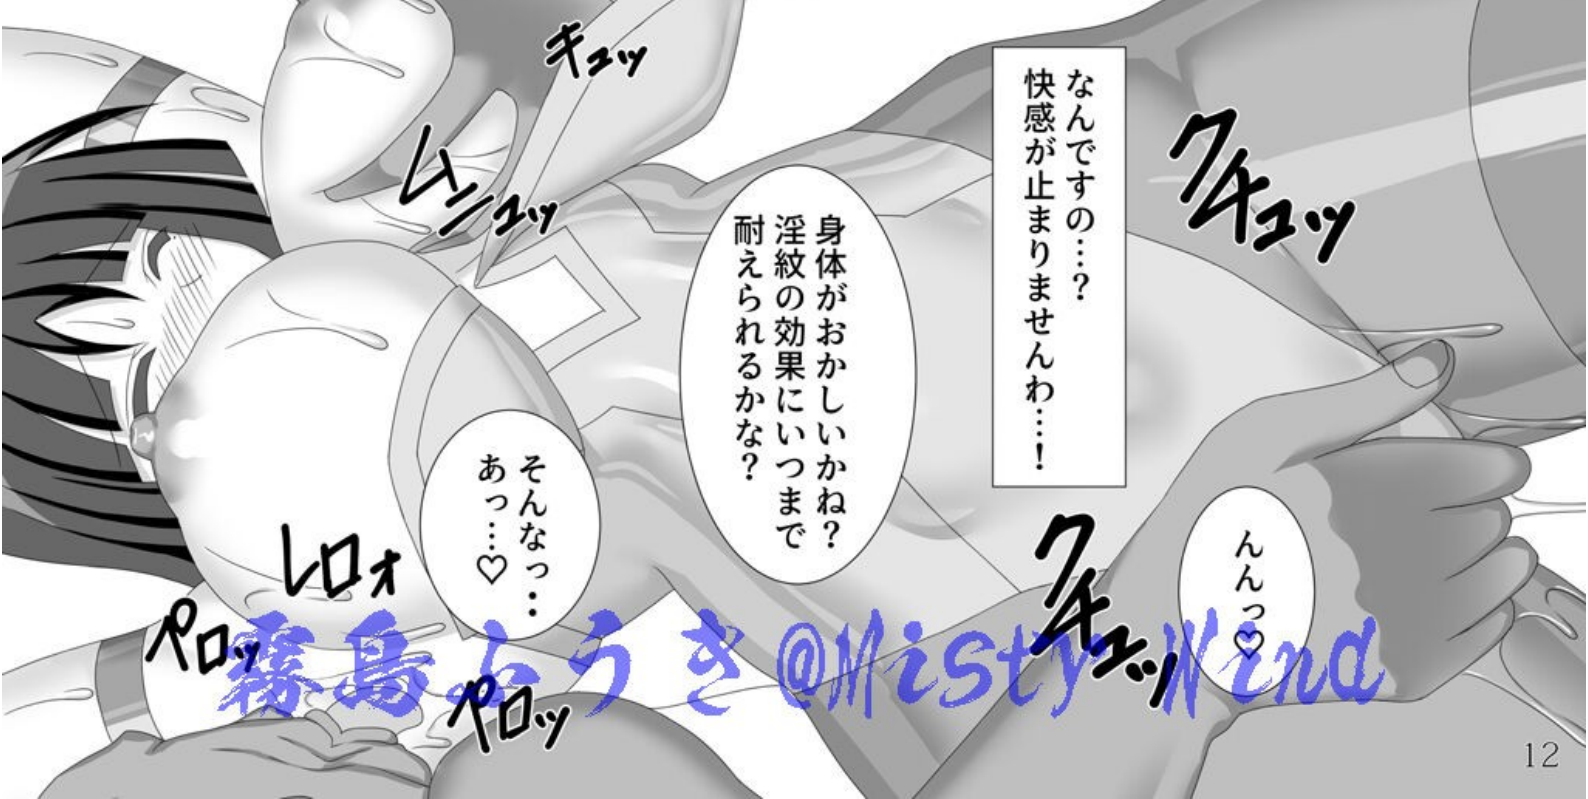 なんですの…？
快感が止まりませんわ…！
クチュッ
キュッ
ムニュッ
身体がおかしいかね？
淫紋の効果にいつまで
耐えられるかな？
んんっ♡
クチュッ
そんなっ・・
あっ…♡
レロォ
ペロッ
ペロッ
霧島ようき@Misty Wind
12